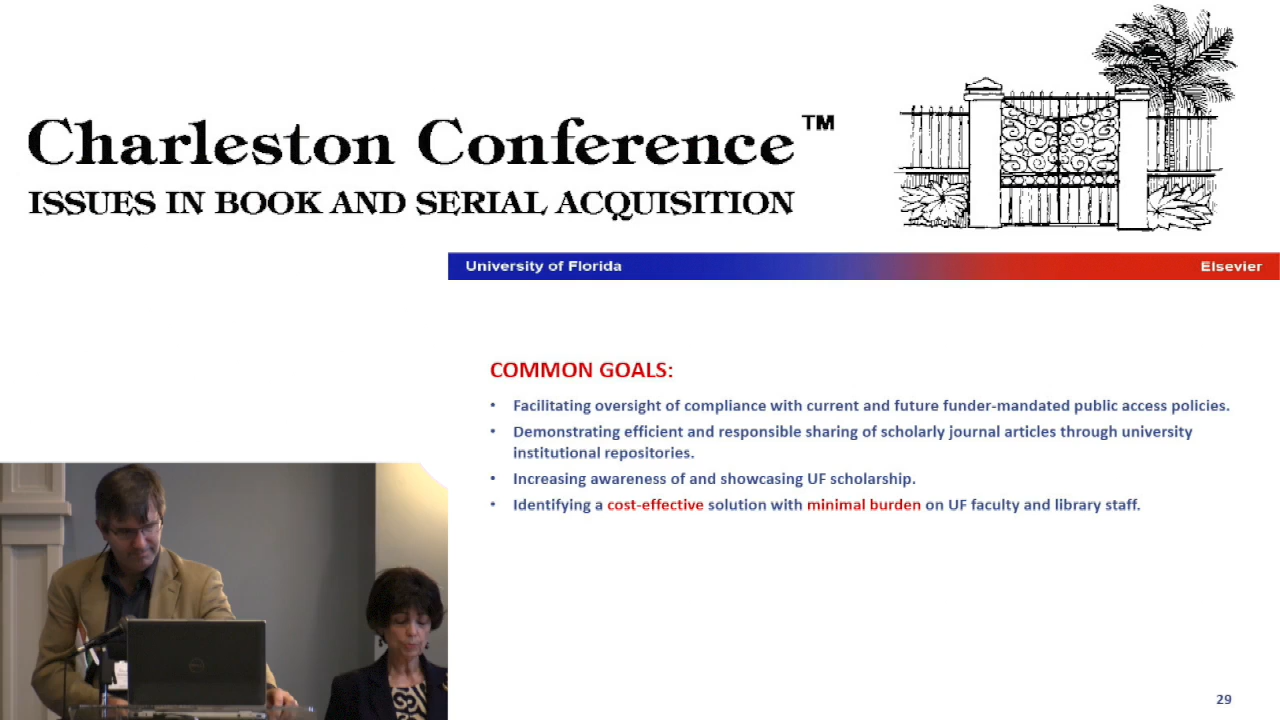 Charleston Conference™
ISSUES IN BOOK AND SERIAL ACQUISITION
University of Florida
Elsevier
COMMON GOALS:
• Facilitating oversight of compliance with current and future funder-mandated public access policies.
• Demonstrating efficient and responsible sharing of scholarly journal articles through university
institutional repositories.
• Increasing awareness of and showcasing UF scholarship.
• Identifying a cost-effective solution with minimal burden on UF faculty and library staff.
29